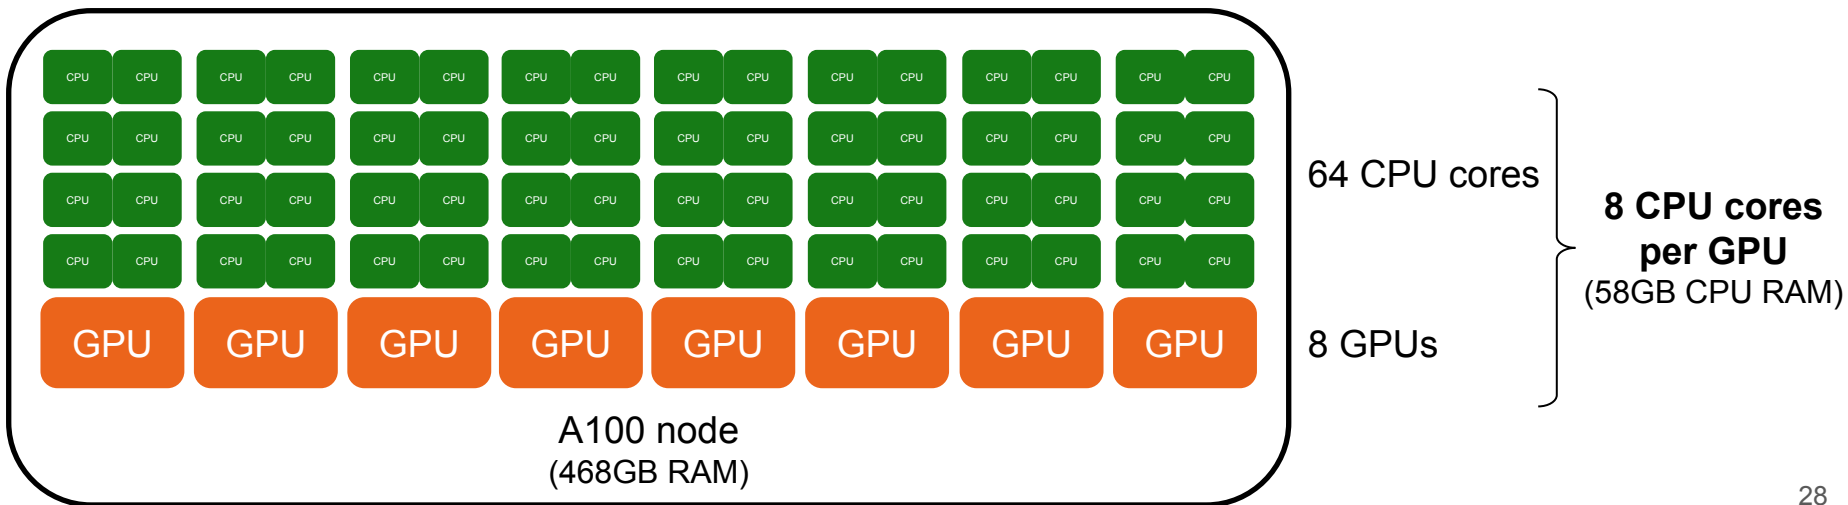 CPU CPU CPU CPU CPU CPU CPU CPU CPU CPU CPU CPU CPU CPU CPU CPU
CPU CPU CPU CPU CPU CPU CPU CPU CPU CPU CPU CPU CPU CPU CPU CPU
CPU CPU CPU CPU CPU CPU CPU CPU CPU CPU CPU CPU CPU CPU CPU CPU
CPU CPU CPU CPU CPU CPU CPU CPU CPU CPU CPU CPU CPU CPU CPU CPU
GPU GPU GPU GPU GPU GPU GPU GPU
A100 node
(468GB RAM)
64 CPU cores
8 GPUs
8 CPU cores
per GPU
(58GB CPU RAM)
28